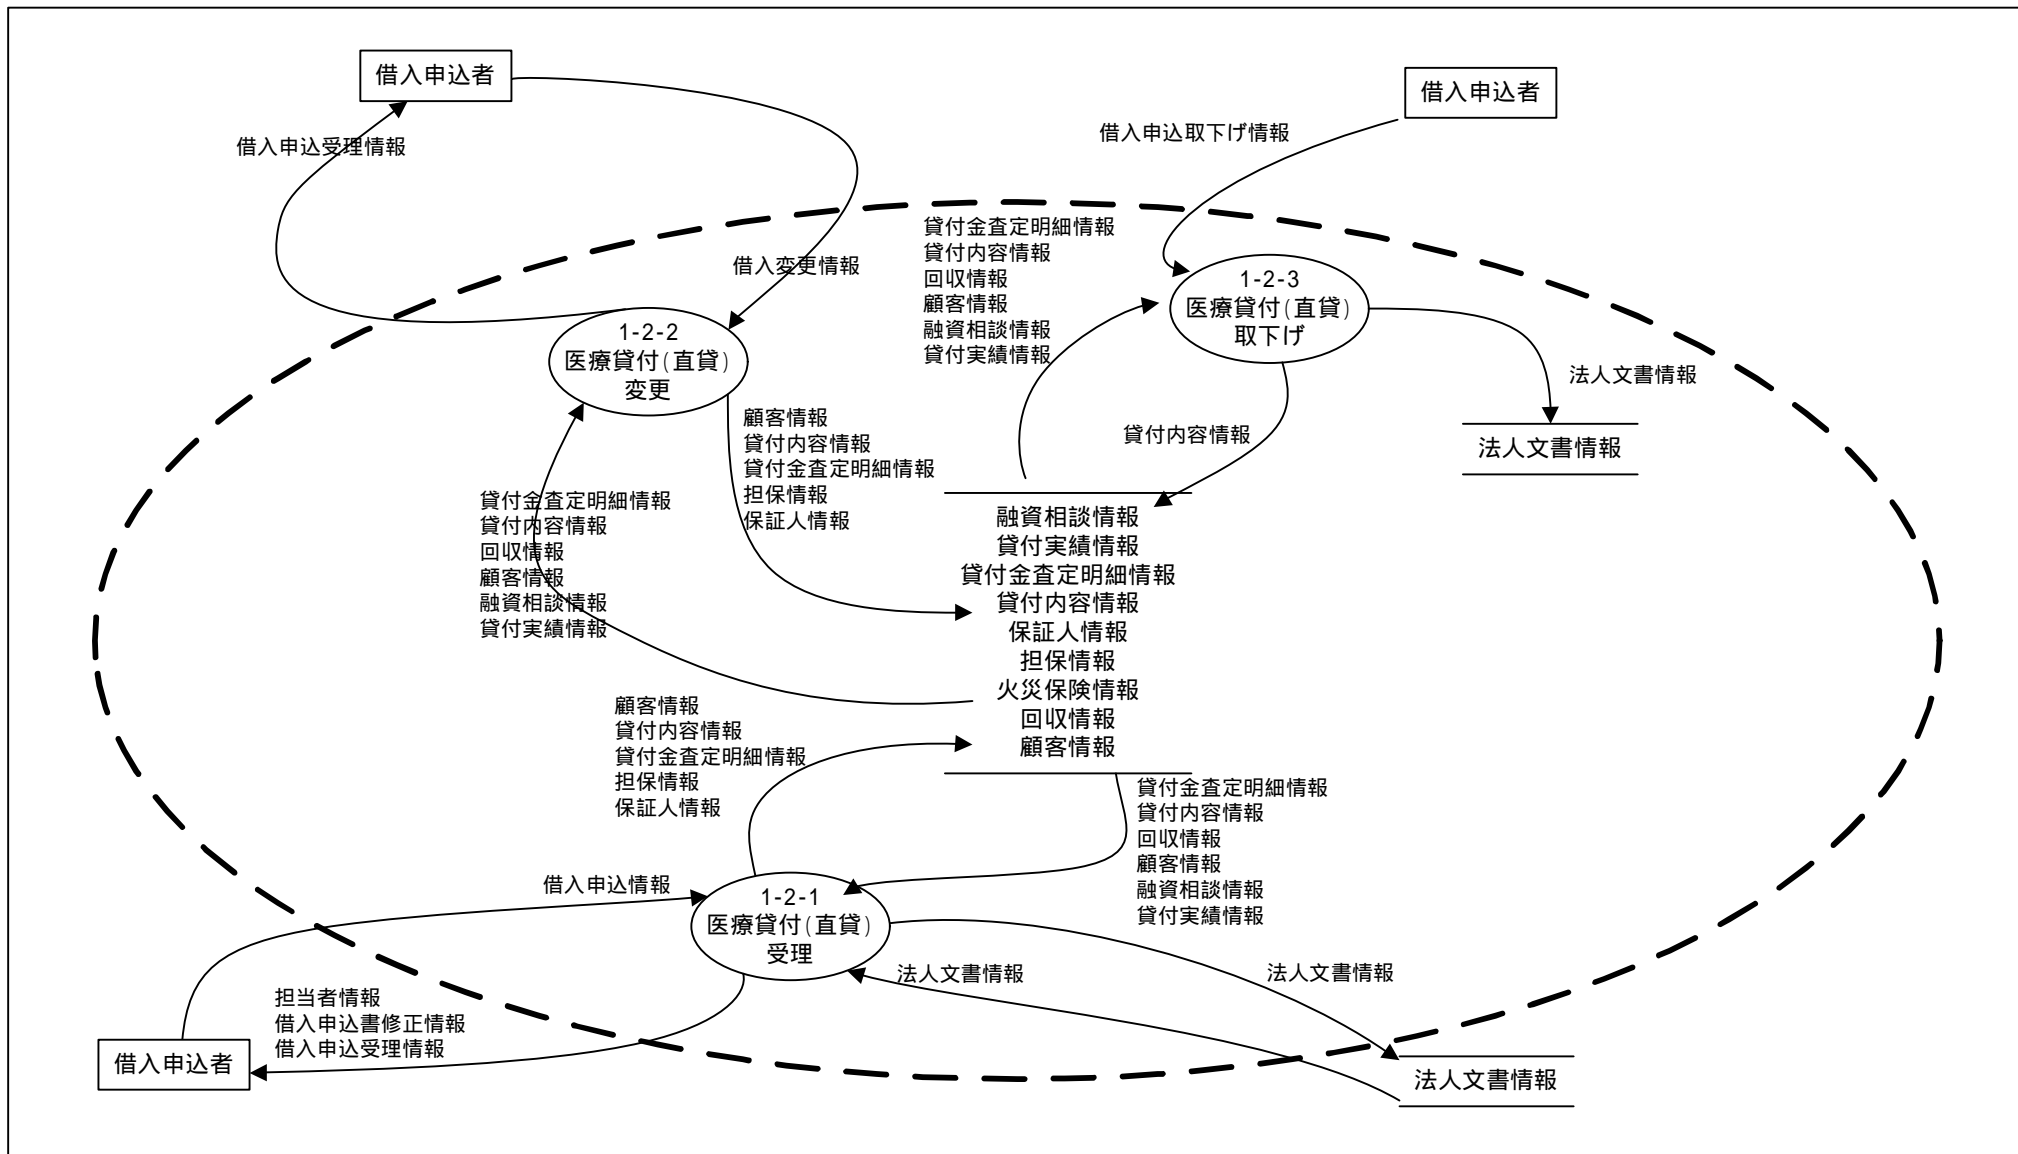 借入申込者
借入申込者
借入申込受理情報
借入申込取下げ情報
借入変更情報
貸付金査定明細情報
貸付内容情報
回収情報
顧客情報
融資相談情報
貸付実績情報
1-2-3
医療貸付(直貸)
取下げ
1-2-2
医療貸付(直貸)
変更
法人文書情報
法人文書情報
貸付内容情報
顧客情報
貸付内容情報
貸付金査定明細情報
担保情報
保証人情報
貸付金査定明細情報
貸付内容情報
回収情報
顧客情報
融資相談情報
貸付実績情報
融資相談情報
貸付実績情報
貸付金査定明細情報
貸付内容情報
保証人情報
担保情報
火災保険情報
回収情報
顧客情報
顧客情報
貸付内容情報
貸付金査定明細情報
担保情報
保証人情報
貸付金査定明細情報
貸付内容情報
回収情報
顧客情報
融資相談情報
貸付実績情報
借入申込情報
1-2-1
医療貸付(直貸)
受理
法人文書情報
法人文書情報
担当者情報
借入申込書修正情報
借入申込受理情報
借入申込者
法人文書情報